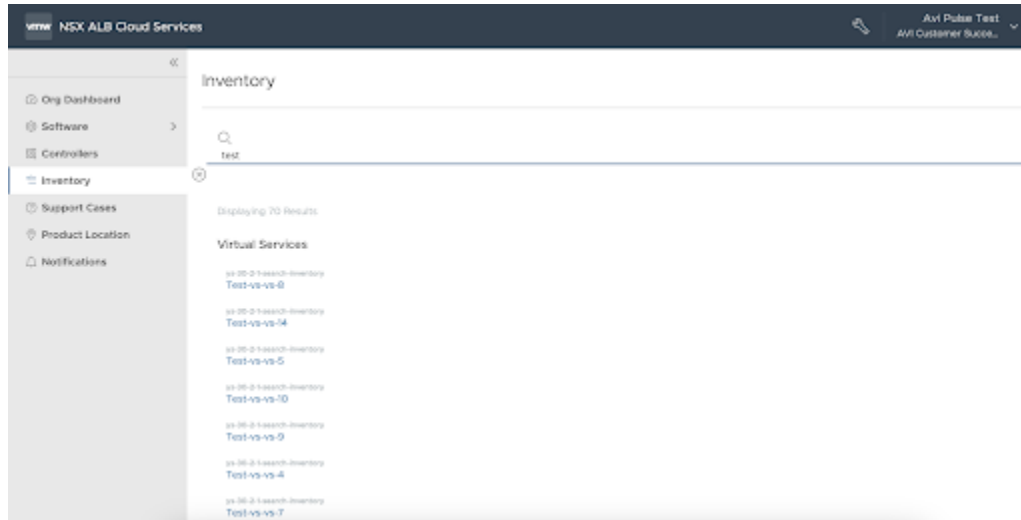 vmw NSX ALB Cloud Services
Avi Pulse Test
AVI Customer Succe...
Inventory
Org Dashboard
Software
Controllers
Inventory
Support Cases
Product Location
Notifications
test
Displaying 70 Results
Virtual Services
Test-vs-vs-8
Test-vs-vs-14
Test-vs-vs-5
Test-vs-vs-10
Test-vs-vs-9
Test-vs-vs-4
Test-vs-vs-7